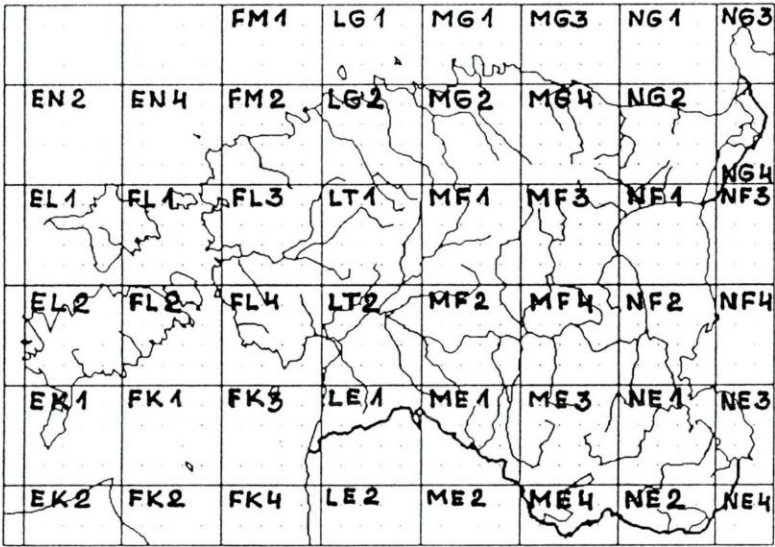 FM1 LG1 MG1 MG3 NG1 NG3
EN2 EN4 FM2 LG2 MG2 MG4 NG2
NG4
EL1 FL1 FL3 LT1 MF1 MF3 NF1 NF3
EL2 FL2 FL4 LT2 MF2 MF4 NF2 NF4
EK1 FK1 FK3 LE1 ME1 ME3 NE1 NE3
EK2 FK2 FK4 LE2 ME2 ME4 NE2 NE4